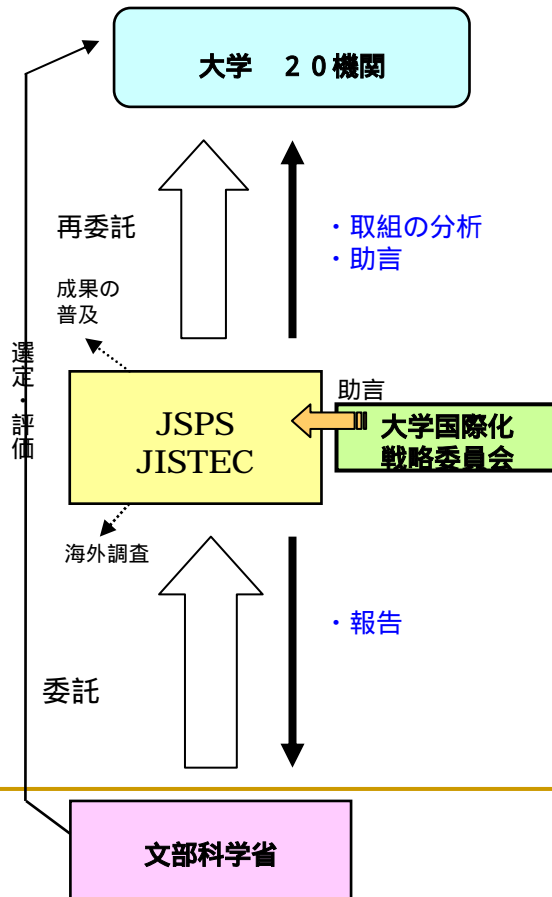 大学　２０機関
再委託
・取組の分析
・助言
成果の
普及
選定・評価
JSPS
JISTEC
助言
大学国際化
戦略委員会
海外調査
・報告
委託
文部科学省